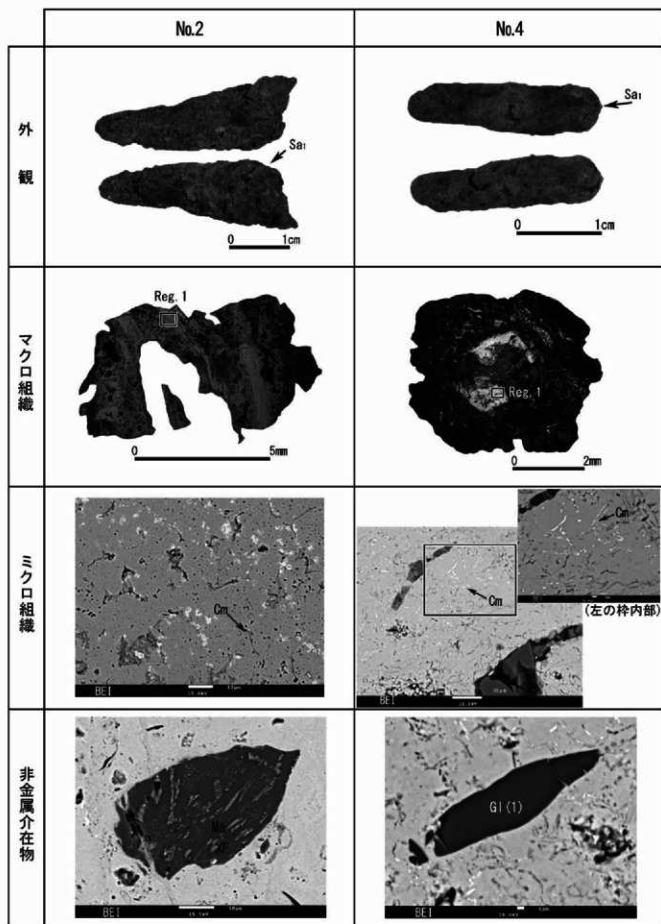 No.2
No.4
外観
Sa1
0 1cm
Sa1
0 1cm
マクロ組織
Reg.1
0 5mm
Reg.1
0 2mm
ミクロ組織
Cm
BEI
Cm
BEI
Cm
(左の枠内部)
非金属介在物
BEI
Gl(1)
BEI